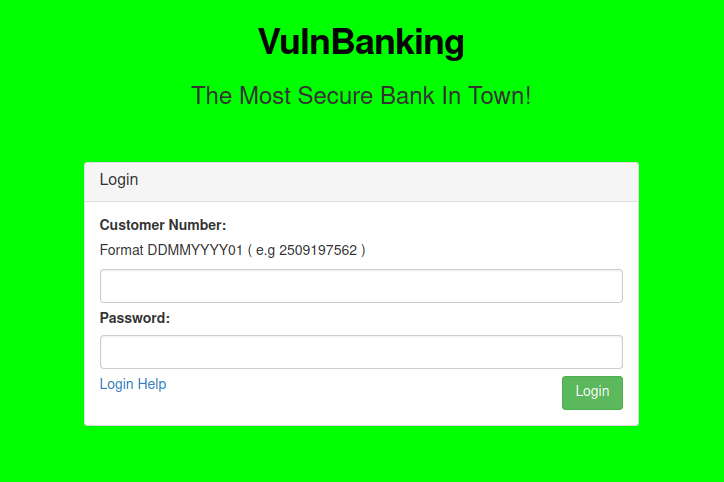 VulnBanking
The Most Secure Bank In Town!
Login
Customer Number:
Format DDMMYYYY01 ( e.g 2509197562 )
Password:
Login Help
Login